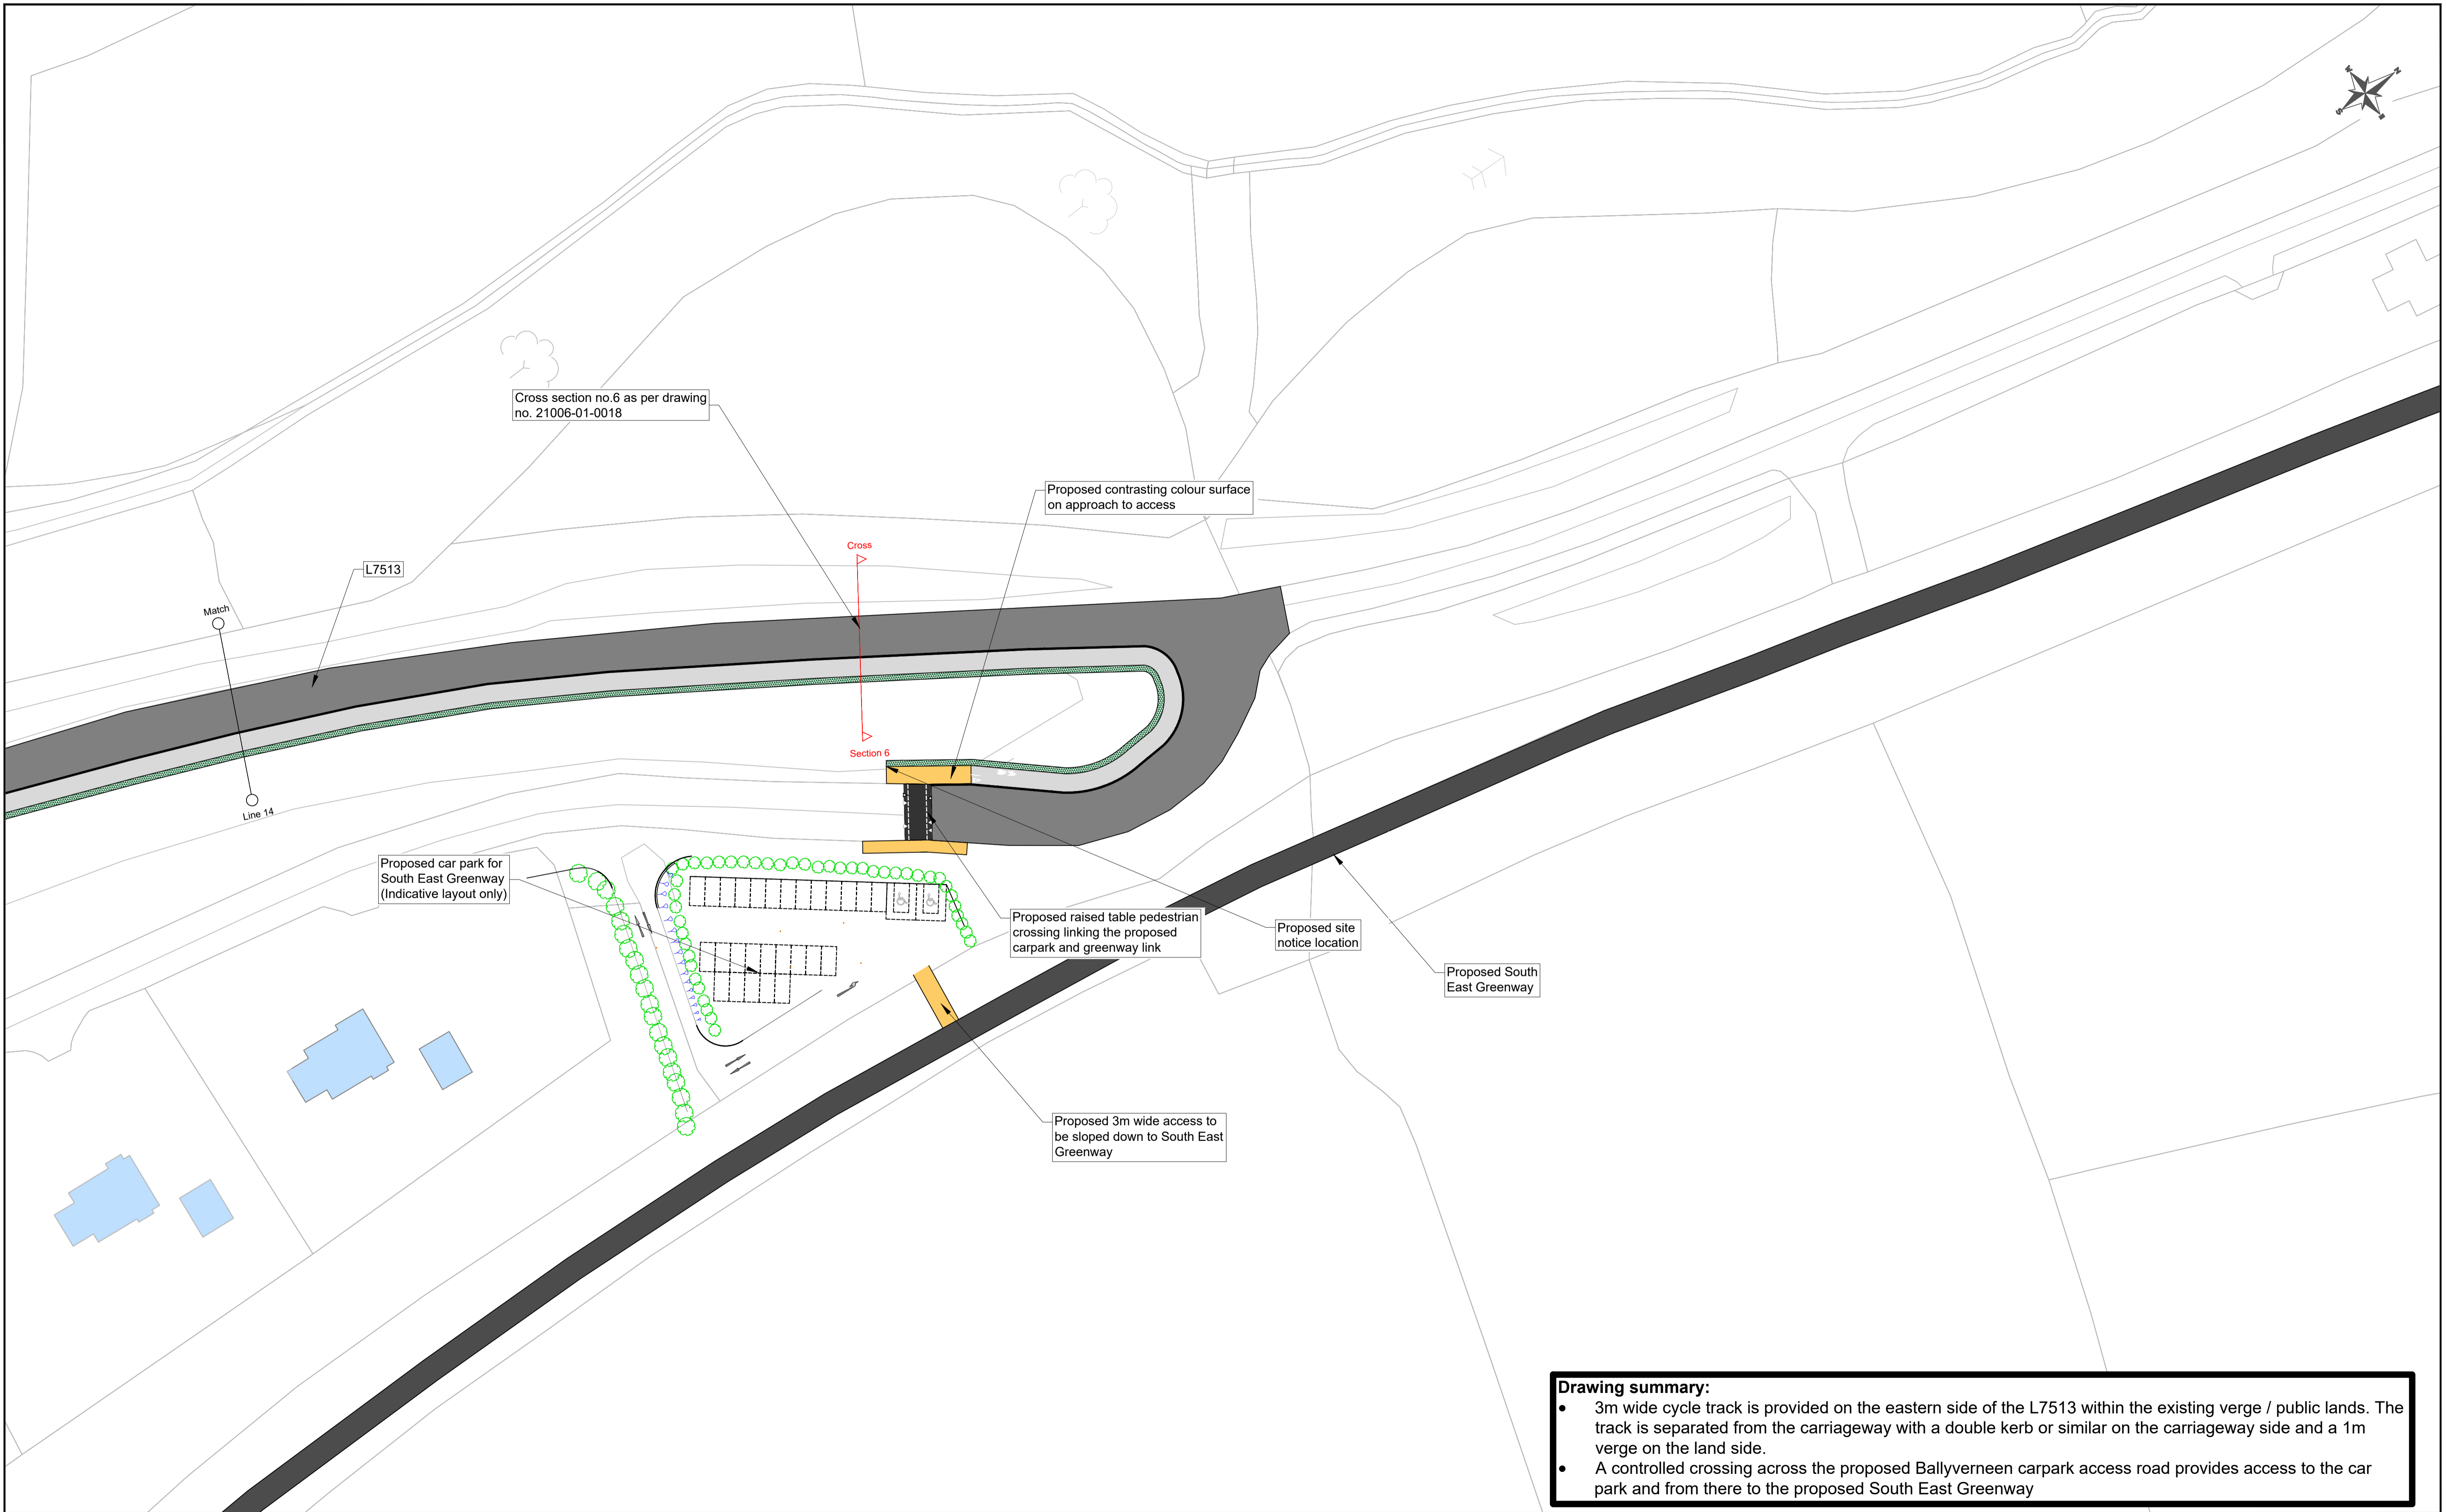 W
N
S
E
Cross section no.6 as per drawing
no. 21006-01-0018
Proposed contrasting colour surface
on approach to access
Cross
L7513
Match
Section 6
Line 14
Proposed car park for
South East Greenway
(Indicative layout only)
Proposed raised table pedestrian
crossing linking the proposed
carpark and greenway link
Proposed site
notice location
Proposed South
East Greenway
Proposed 3m wide access to
be sloped down to South East
Greenway
Drawing summary:
• 3m wide cycle track is provided on the eastern side of the L7513 within the existing verge / public lands. The
track is separated from the carriageway with a double kerb or similar on the carriageway side and a 1m
verge on the land side.
• A controlled crossing across the proposed Ballyverneen carpark access road provides access to the car
park and from there to the proposed South East Greenway